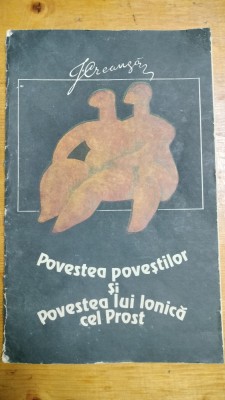 I Creangă
Povestea poveștilor
și
Povestea lui Ionică
cel Prost